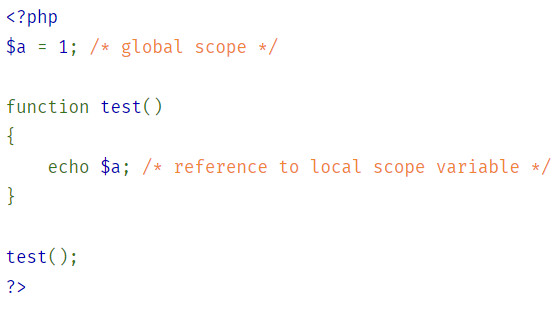 <?php
$a = 1; /* global scope */
function test()
{
    echo $a; /* reference to local scope variable */
}
test();
?>